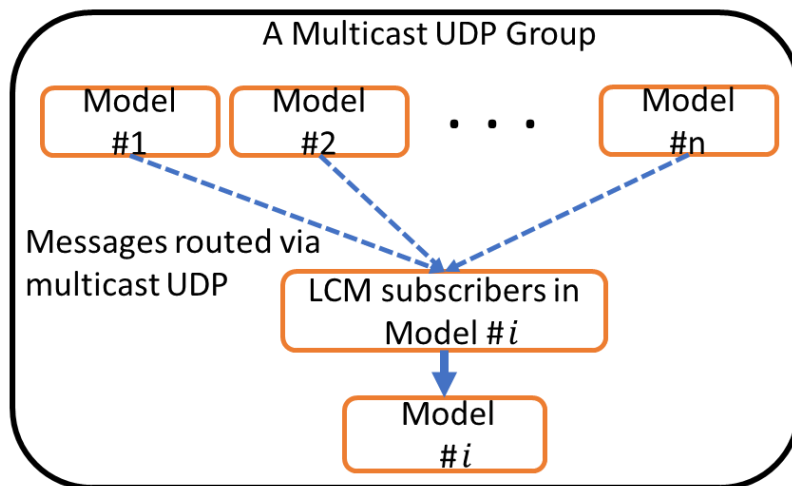 A Multicast UDP Group
Model
#1
Model
#2
. . .
Model
#n
Messages routed via
multicast UDP
LCM subscribers in
Model #i
Model
#i